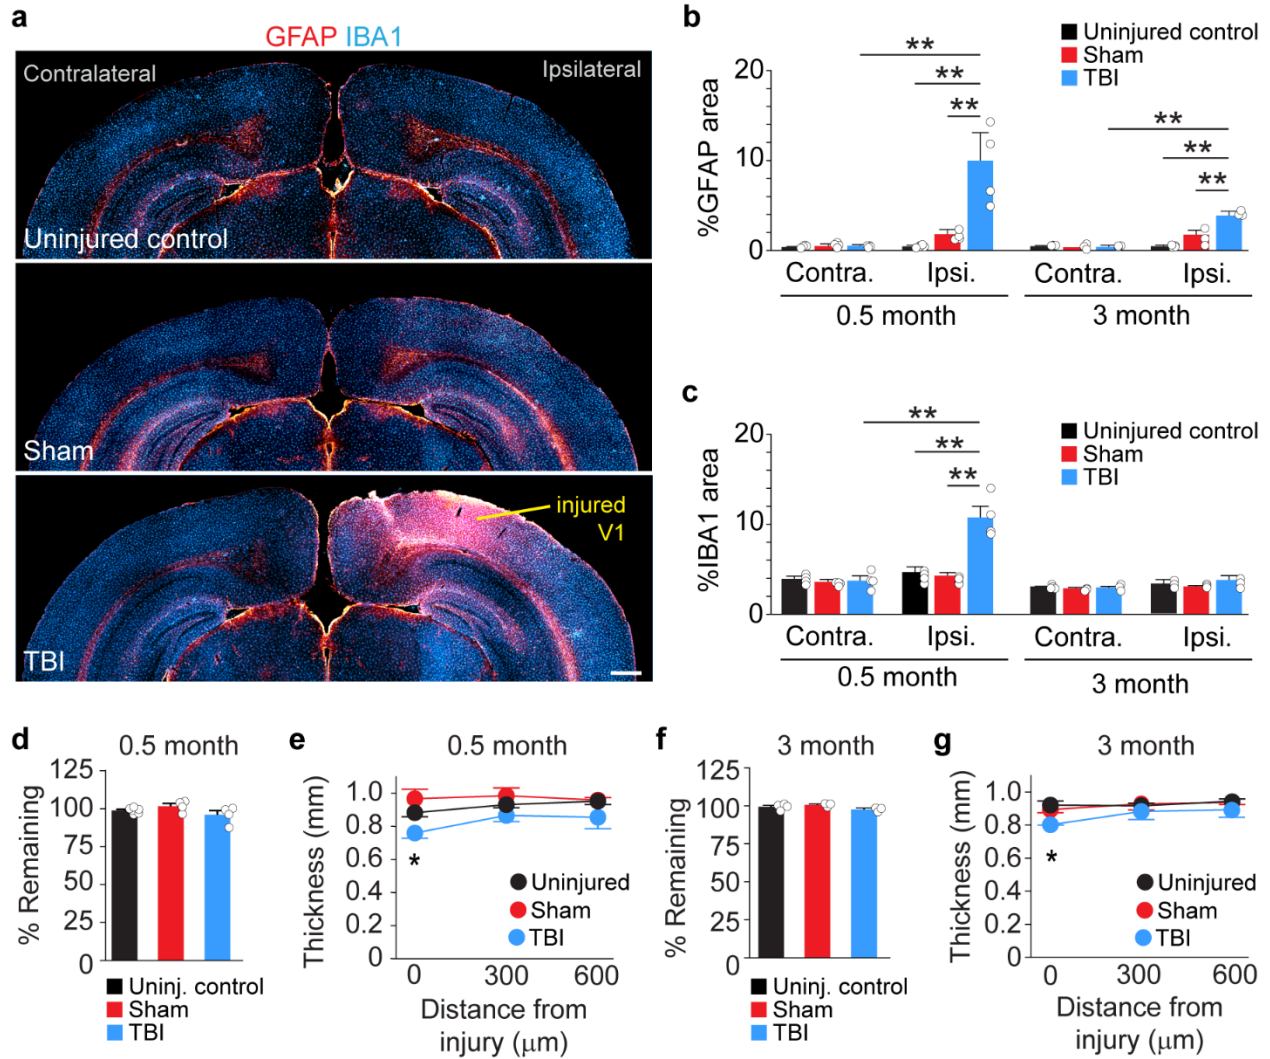 a
GFAP IBA1
Contralateral
Ipsilateral
Uninjured control
Sham
injured
V1
TBI
b
Uninjured control
Sham
TBI
**
**
**
**
**
**
%GFAP area
20
10
0
Contra.
Ipsi.
Contra.
Ipsi.
0.5 month
3 month
c
Uninjured control
Sham
TBI
**
**
**
%IBA1 area
20
10
0
Contra.
Ipsi.
Contra.
Ipsi.
0.5 month
3 month
d
0.5 month
% Remaining
125
100
75
50
25
0
Uninj. control
Sham
TBI
e
0.5 month
Thickness (mm)
1.0
0.8
0.6
0.4
0.2
0
*
Uninjured
Sham
TBI
0
300
600
Distance from
injury (μm)
f
3 month
% Remaining
125
100
75
50
25
0
Uninj. control
Sham
TBI
g
3 month
Thickness (mm)
1.0
0.8
0.6
0.4
0.2
0
*
Uninjured
Sham
TBI
0
300
600
Distance from
injury (μm)